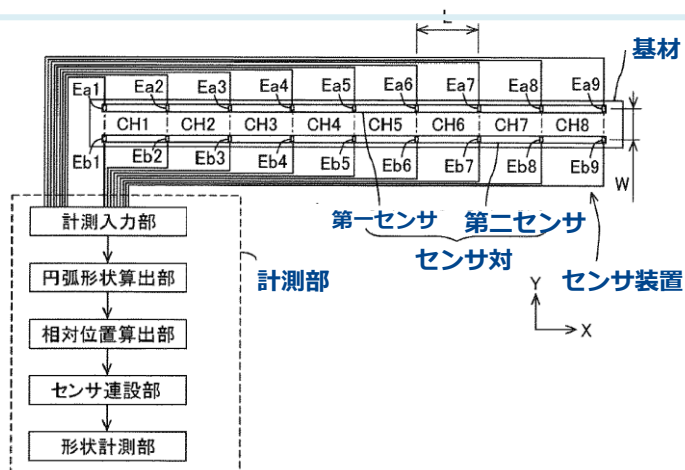 L
基材
Ea1 Ea2 Ea3 Ea4 Ea5 Ea6 Ea7 Ea8 Ea9
CH1 CH2 CH3 CH4 CH5 CH6 CH7 CH8
Eb1 Eb2 Eb3 Eb4 Eb5 Eb6 Eb7 Eb8 Eb9
W
第一センサ 第二センサ
センサ対
センサ装置
計測部
計測入力部
円弧形状算出部
相対位置算出部
センサ連設部
形状計測部
Y
X